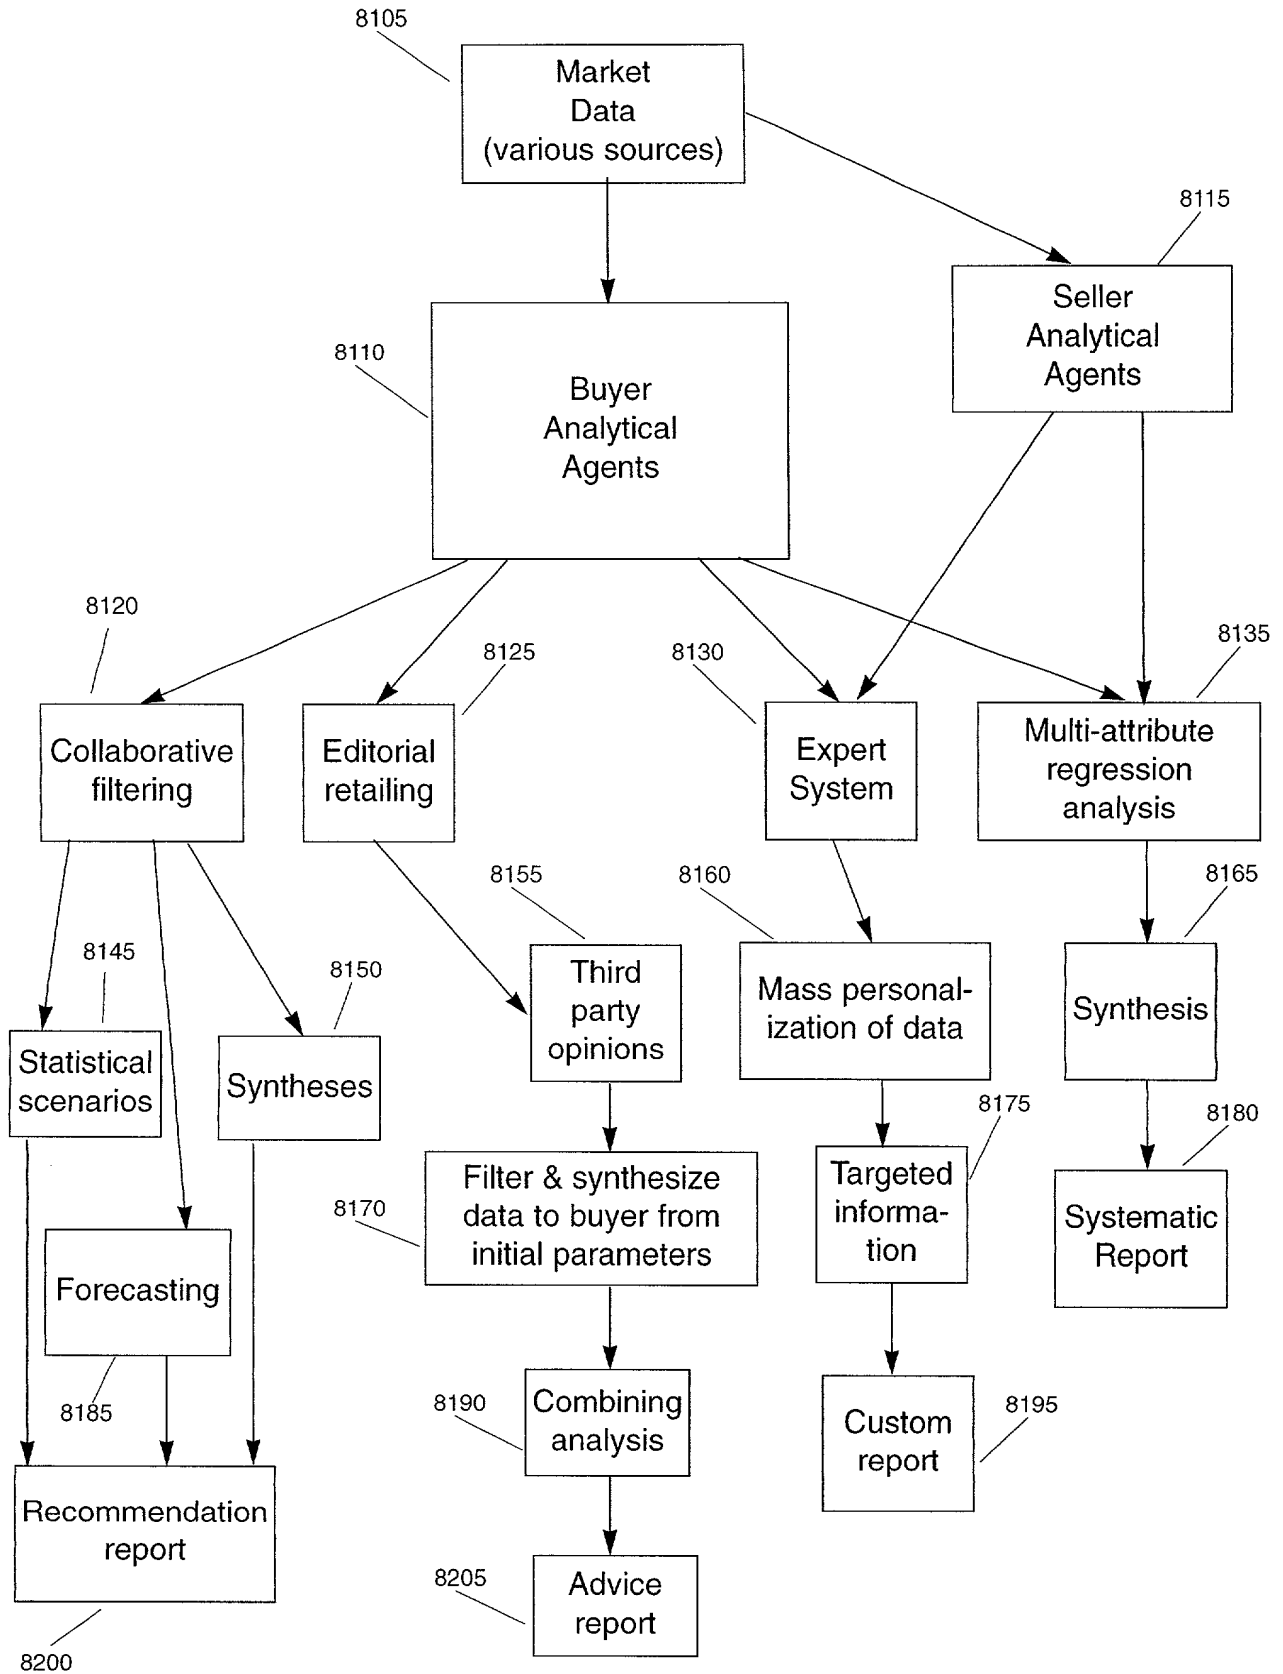 8105
Market
Data
(various sources)
8115
Seller
Analytical
Agents
8110
Buyer
Analytical
Agents
8120
8125
8130
8135
Collaborative
filtering
Editorial
retailing
Expert
System
Multi-attribute
regression
analysis
8145
8150
8155
8160
8165
Statistical
scenarios
Syntheses
Third
party
opinions
Mass personal-
ization of data
Synthesis
8170
Filter & synthesize
data to buyer from
initial parameters
8175
Targeted
informa-
tion
8180
Systematic
Report
Forecasting
8185
8190
Combining
analysis
Custom
report
8195
Recommendation
report
8200
8205
Advice
report